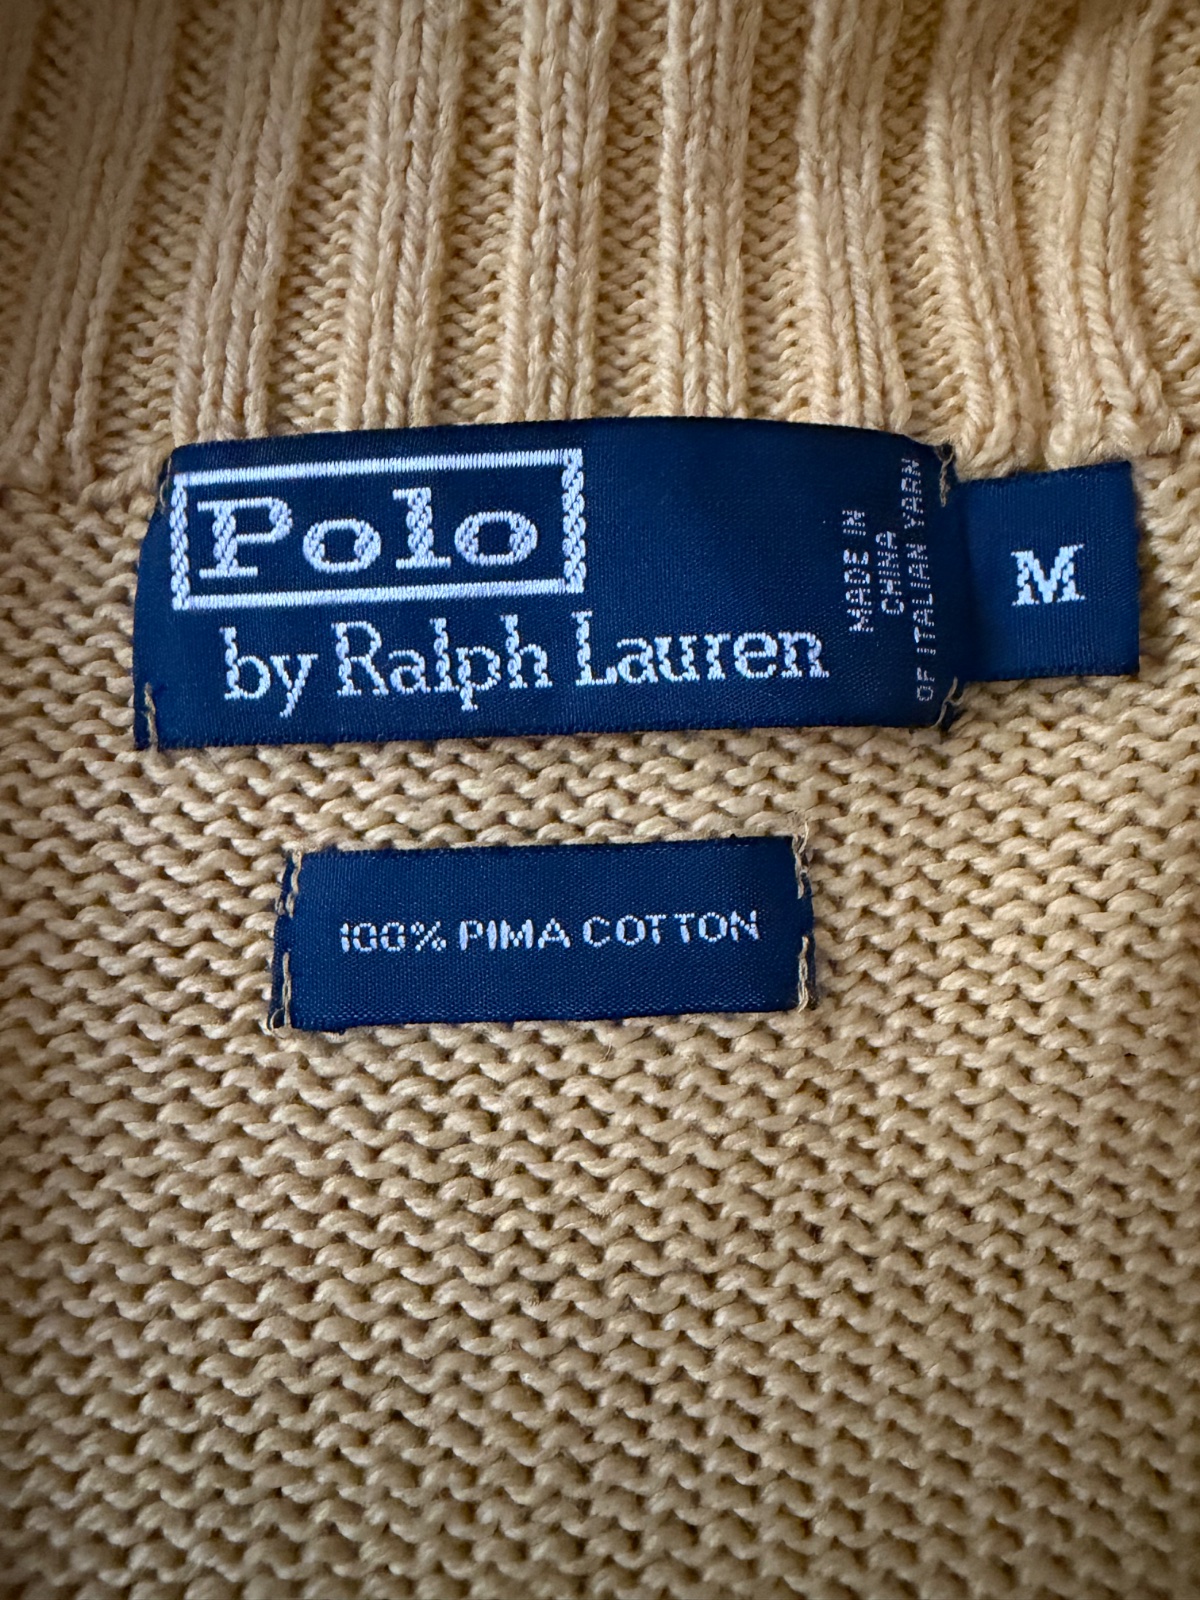 Polo
by Ralph Lauren
MADE IN
CHINA
OF ITALIAN YARN
M
100% PIMA COTTON